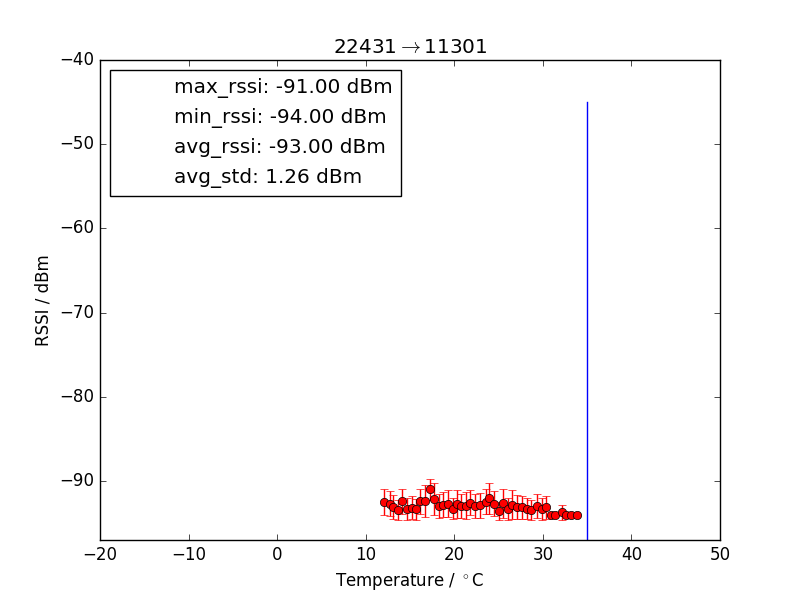 22431→11301
max_rssi: -91.00 dBm
min_rssi: -94.00 dBm
avg_rssi: -93.00 dBm
avg_std: 1.26 dBm
RSSI / dBm
−40
−50
−60
−70
−80
−90
−20 −10 0 10 20 30 40 50
Temperature / °C